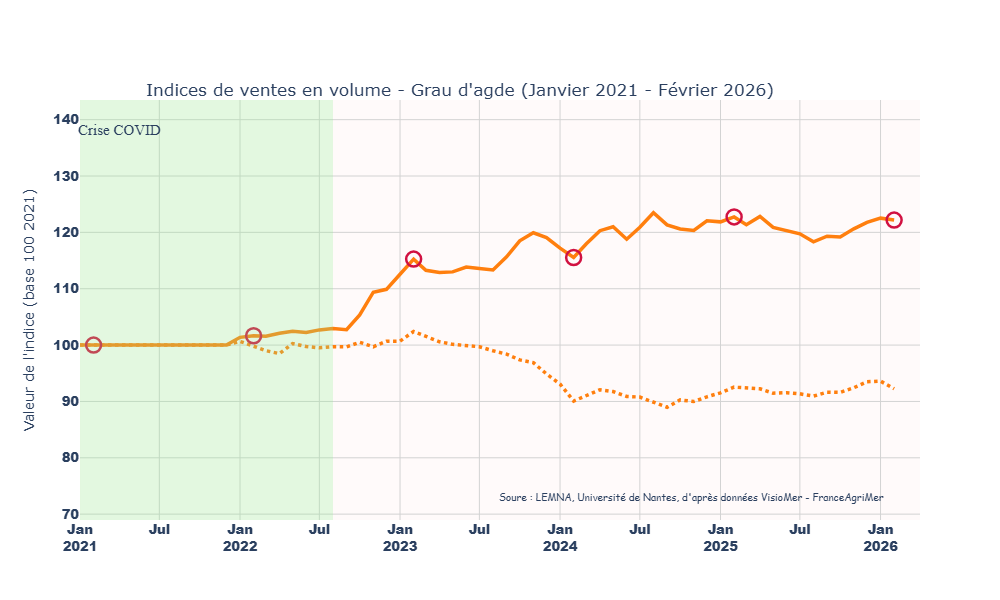 Indices de ventes en volume - Grau d'agde (Janvier 2021 - Février 2026)
140
Crise COVID
130
120
110
100
90
80
70
Valeur de l'indice (base 100 2021)
Soure : LEMNA, Université de Nantes, d'après données VisioMer - FranceAgriMer
Jan Jul Jan Jul Jan Jul Jan Jul Jan Jul Jan
2021 2022 2023 2024 2025 2026